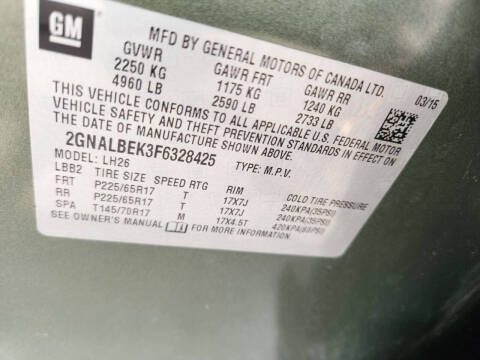 GM
MFD BY GENERAL MOTORS OF CANADA LTD.
GVWR GAWR FRT GAWR RR 03/15
2250 KG 1175 KG 1240 KG
4960 LB 2590 LB 2733 LB
THIS VEHICLE CONFORMS TO ALL APPLICABLE U.S. FEDERAL MOTOR
VEHICLE SAFETY AND THEFT PREVENTION STANDARDS IN EFFECT ON
THE DATE OF MANUFACTURE SHOWN ABOVE.
2GNALBEK3F6328425 TYPE: M.P.V.
MODEL: LH26
LBB2 TIRE SIZE SPEED RTG RIM COLD TIRE PRESSURE
FRT P225/65R17 T 17X7J 240KPA(35PSI)
RR P225/65R17 T 17X7J 240KPA(35PSI)
SPA T145/70R17 M 17X4.5T 420KPA(60PSI)
SEE OWNER'S MANUAL FOR MORE INFORMATION